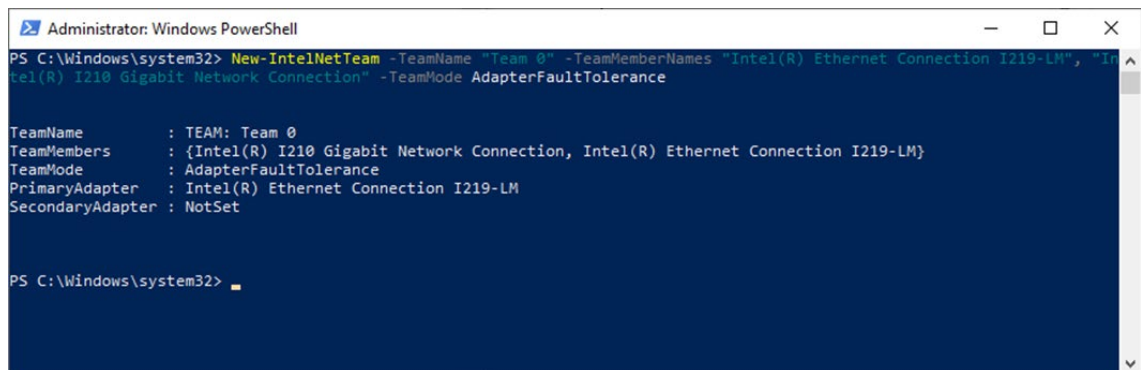 Administrator: Windows PowerShell
PS C:\Windows\system32> New-IntelNetTeam -TeamName "Team 0" -TeamMemberNames "Intel(R) Ethernet Connection I219-LM", "In
tel(R) I210 Gigabit Network Connection" -TeamMode AdapterFaultTolerance
TeamName         : TEAM: Team 0
TeamMembers      : {Intel(R) I210 Gigabit Network Connection, Intel(R) Ethernet Connection I219-LM}
TeamMode         : AdapterFaultTolerance
PrimaryAdapter   : Intel(R) Ethernet Connection I219-LM
SecondaryAdapter : NotSet
PS C:\Windows\system32>